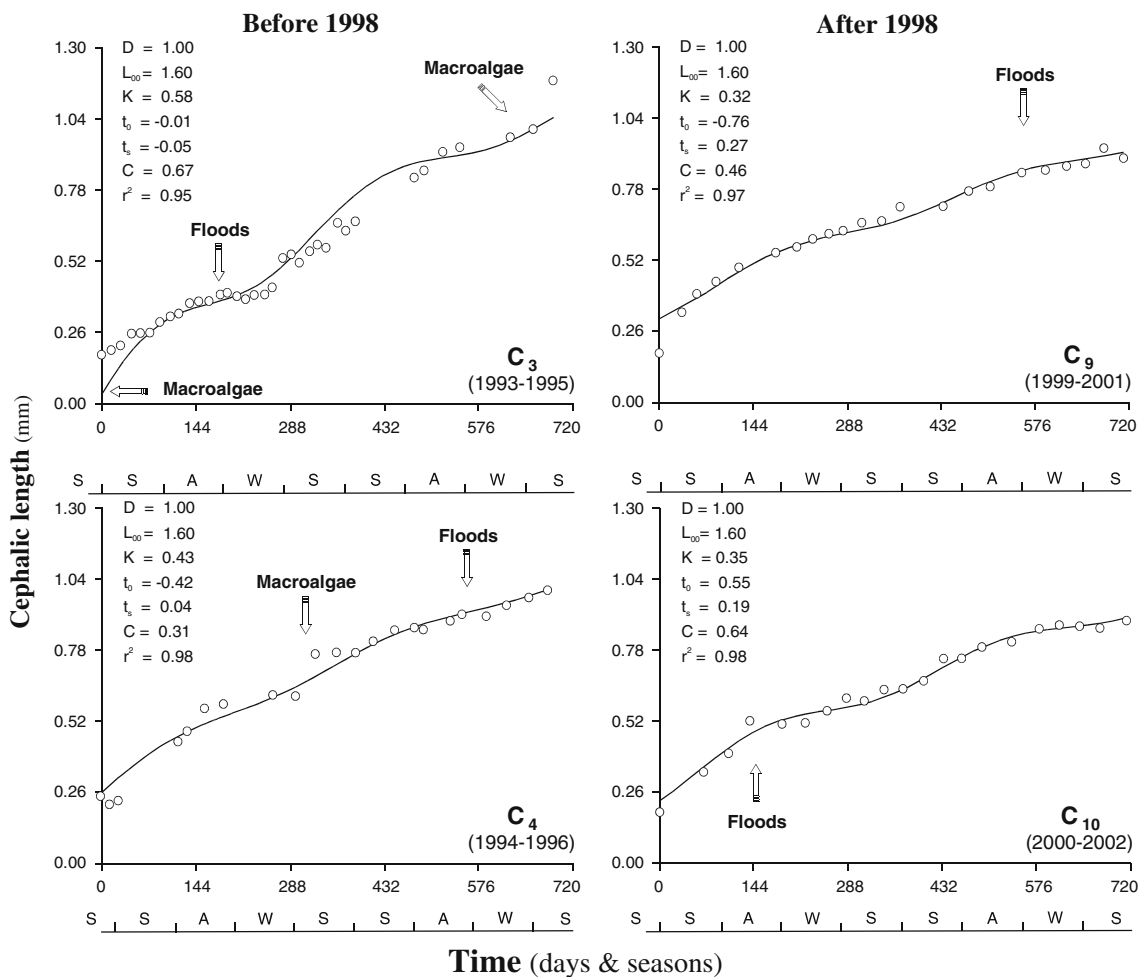 Before 1998
After 1998
Cephalic length (mm)
1.30
1.04
0.78
0.52
0.26
0.00
D = 1.00
L00 = 1.60
K = 0.58
t0 = -0.01
ts = -0.05
C = 0.67
r2 = 0.95
Macroalgae
Floods
Macroalgae
C3
(1993-1995)
0 144 288 432 576 720
S S A W S S A W S
1.30
1.04
0.78
0.52
0.26
0.00
D = 1.00
L00 = 1.60
K = 0.32
t0 = -0.76
ts = 0.27
C = 0.46
r2 = 0.97
Floods
C9
(1999-2001)
0 144 288 432 576 720
S S A W S S A W S
1.30
1.04
0.78
0.52
0.26
0.00
D = 1.00
L00 = 1.60
K = 0.43
t0 = -0.42
ts = 0.04
C = 0.31
r2 = 0.98
Floods
Macroalgae
C4
(1994-1996)
0 144 288 432 576 720
S S A W S S A W S
1.30
1.04
0.78
0.52
0.26
0.00
D = 1.00
L00 = 1.60
K = 0.35
t0 = 0.55
ts = 0.19
C = 0.64
r2 = 0.98
Floods
C10
(2000-2002)
0 144 288 432 576 720
S S A W S S A W S
Time (days & seasons)